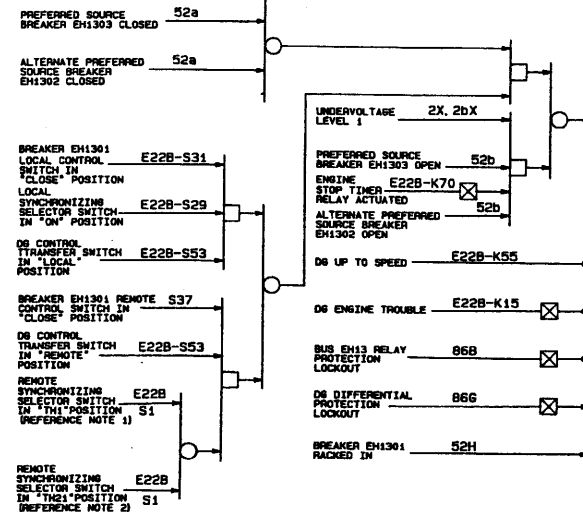 PREFERRED SOURCE
BREAKER EH1303 CLOSED
52a
ALTERNATE PREFERRED
SOURCE BREAKER
EH1302 CLOSED
52a
UNDERVOLTAGE
LEVEL 1
2X, 2bX
PREFERRED SOURCE
BREAKER EH1303 OPEN
52b
ENGINE
STOP TIMER
RELAY ACTUATED
E22B-K70
ALTERNATE PREFERRED
SOURCE BREAKER
EH1302 OPEN
52b
BREAKER EH1301
LOCAL CONTROL
SWITCH IN
"CLOSE" POSITION
E22B-S31
LOCAL
SYNCHRONIZING
SELECTOR SWITCH
IN "ON" POSITION
E22B-S29
DG CONTROL
TTRANSFER SWITCH
IN "LOCAL"
POSITION
E22B-S53
BREAKER EH1301 REMOTE
CONTROL SWITCH IN
"CLOSE" POSITION
S37
DG CONTROL
TRANSFER SWITCH
IN "REMOTE"
POSITION
E22B-S53
REMOTE
SYNCHRONIZING
SELECTOR SWITCH
IN "TH1"POSITION
(REFERENCE NOTE 1)
E22B
S1
REMOTE
SYNCHRONIZING
SELECTOR SWITCH
IN "TH21"POSITION
(REFERENCE NOTE 2)
E22B
S1
DG UP TO SPEED
E22B-K55
DG ENGINE TROUBLE
E22B-K15
BUS EH13 RELAY
PROTECTION
LOCKOUT
86B
DG DIFFERENTIAL
PROTECTION
LOCKOUT
86G
BREAKER EH1301
RACKED IN
52H